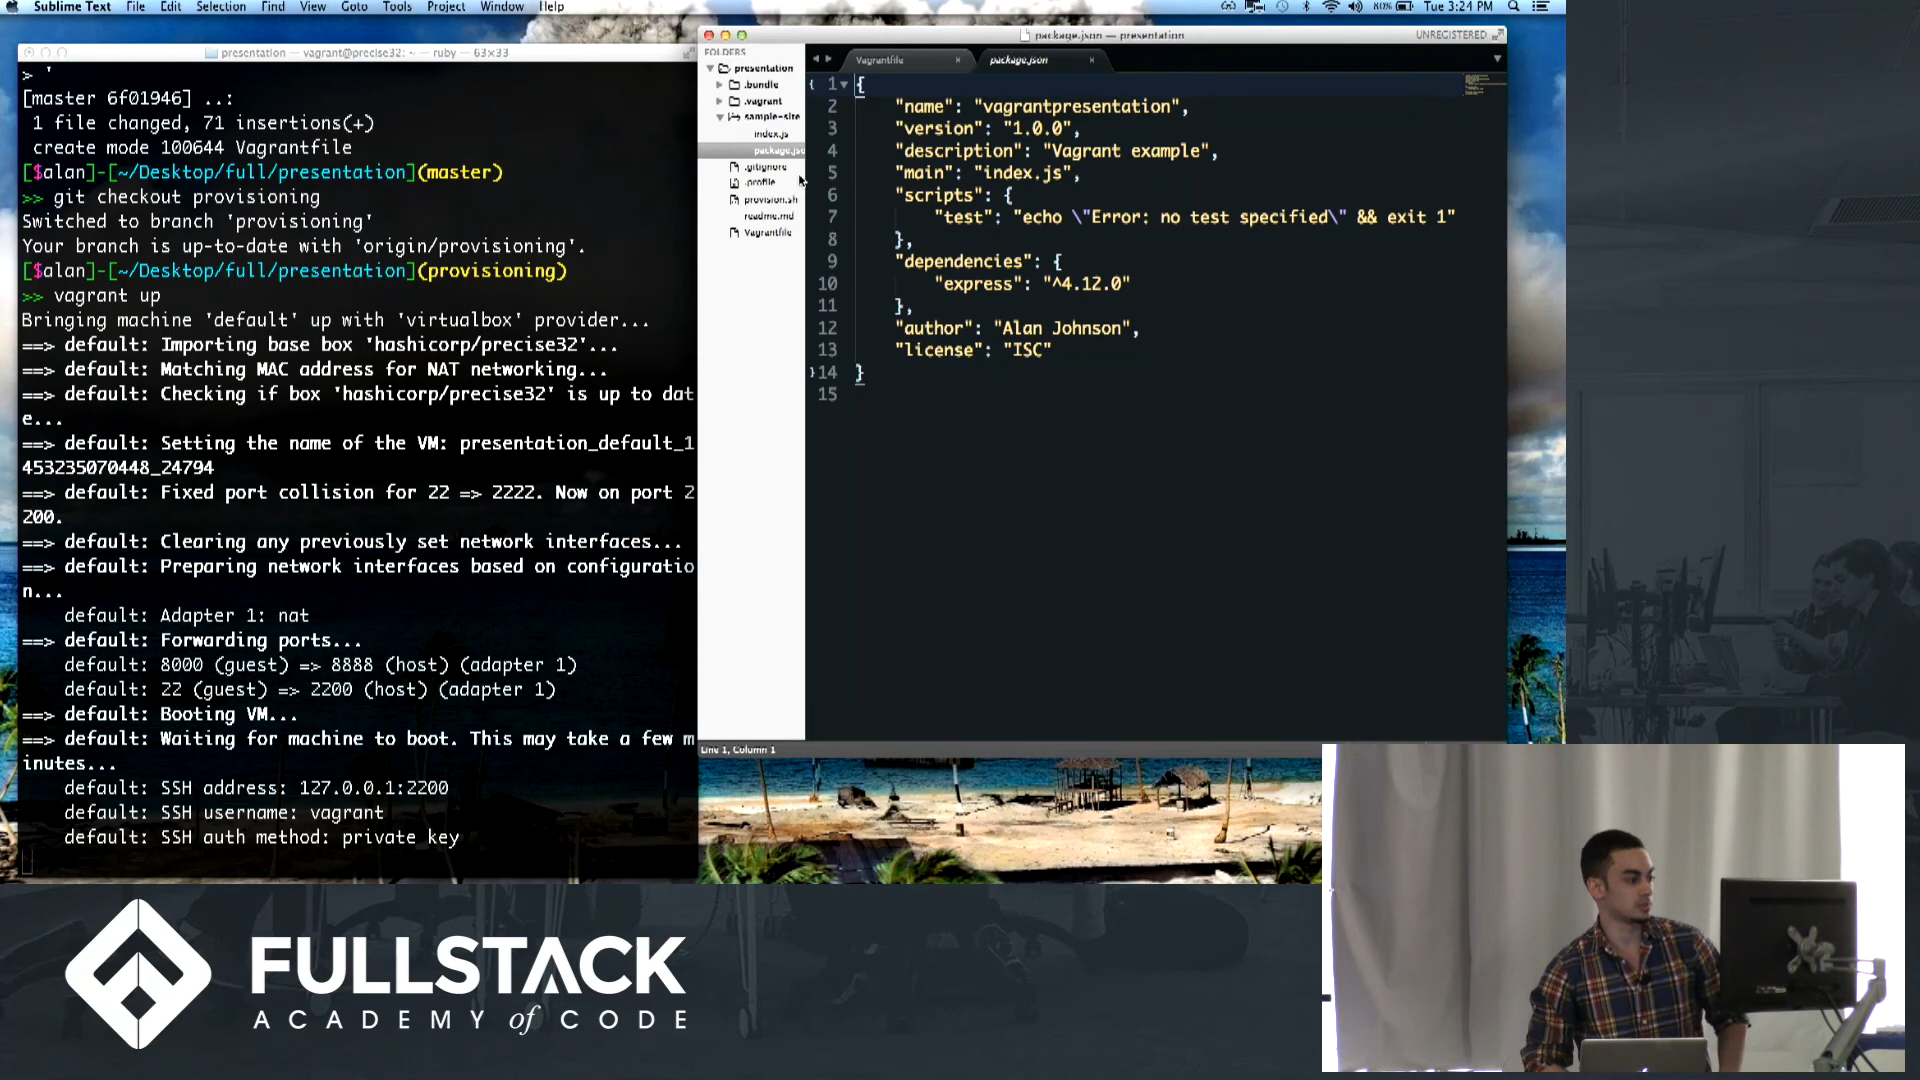 Sublime Text File Edit Selection Find View Goto Tools Project Window Help
80% Tue 3:24 PM
presentation — vagrant@precise32: ~ — ruby — 63×33
> '
[master 6f01946] ..:
1 file changed, 71 insertions(+)
create mode 100644 Vagrantfile
[$alan]-[~/Desktop/full/presentation](master)
>> git checkout provisioning
Switched to branch 'provisioning'
Your branch is up-to-date with 'origin/provisioning'.
[$alan]-[~/Desktop/full/presentation](provisioning)
>> vagrant up
Bringing machine 'default' up with 'virtualbox' provider...
==> default: Importing base box 'hashicorp/precise32'...
==> default: Matching MAC address for NAT networking...
==> default: Checking if box 'hashicorp/precise32' is up to dat
e...
==> default: Setting the name of the VM: presentation_default_1
453235070448_24794
==> default: Fixed port collision for 22 => 2222. Now on port 2
200.
==> default: Clearing any previously set network interfaces...
==> default: Preparing network interfaces based on configuratio
n...
default: Adapter 1: nat
==> default: Forwarding ports...
default: 8000 (guest) => 8888 (host) (adapter 1)
default: 22 (guest) => 2200 (host) (adapter 1)
==> default: Booting VM...
==> default: Waiting for machine to boot. This may take a few m
inutes...
default: SSH address: 127.0.0.1:2200
default: SSH username: vagrant
default: SSH auth method: private key
package.json — presentation
UNREGISTERED
FOLDERS
presentation
.bundle
.vagrant
sample-site
index.js
package.jso
.gitignore
.profile
provision.sh
readme.md
Vagrantfile
Vagrantfile × package.json ×
1 {
2 "name": "vagrantpresentation",
3 "version": "1.0.0",
4 "description": "Vagrant example",
5 "main": "index.js",
6 "scripts": {
7 "test": "echo \"Error: no test specified\" && exit 1"
8 },
9 "dependencies": {
10 "express": "^4.12.0"
11 },
12 "author": "Alan Johnson",
13 "license": "ISC"
14 }
15
Line 1, Column 1
FULLSTACK
ACADEMY of CODE